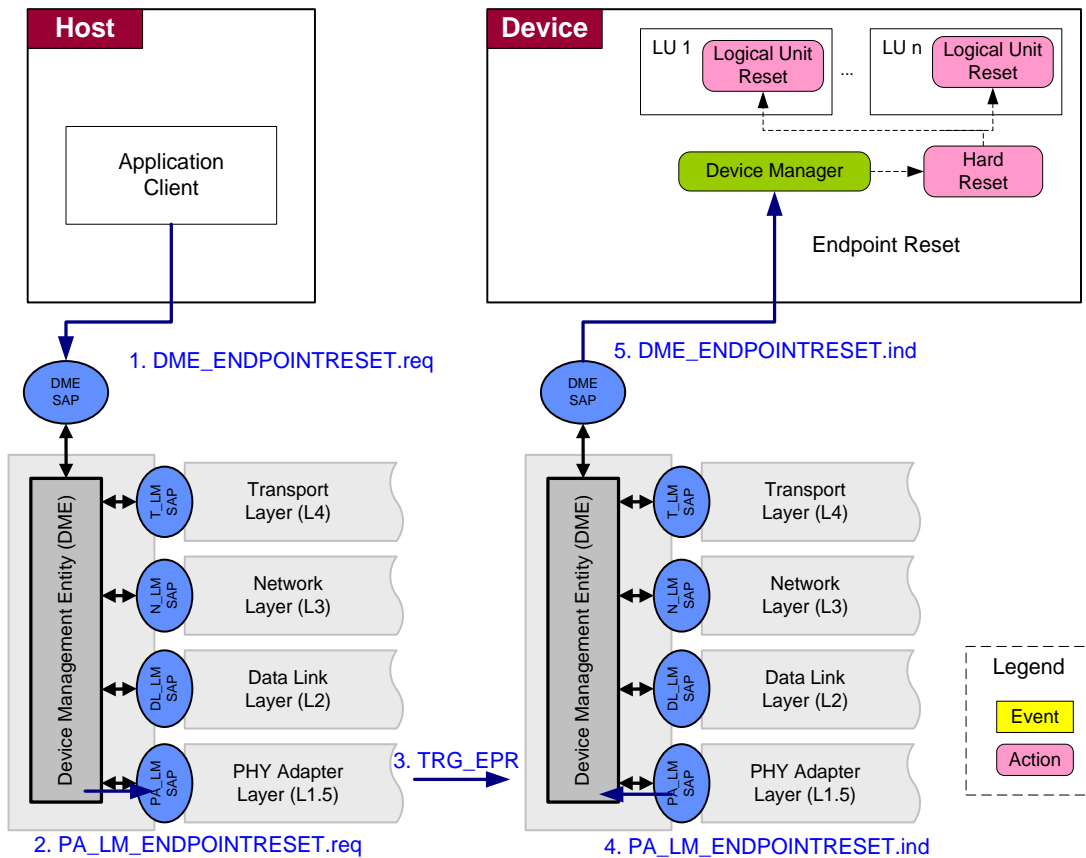 Host
Application
Client
1. DME_ENDPOINTRESET.req
DME
SAP
Device Management Entity (DME)
T_LM
SAP
Transport
Layer (L4)
N_LM
SAP
Network
Layer (L3)
DL_LM
SAP
Data Link
Layer (L2)
PA_LM
SAP
PHY Adapter
Layer (L1.5)
2. PA_LM_ENDPOINTRESET.req
3. TRG_EPR
Device
LU 1
Logical Unit
Reset
...
LU n
Logical Unit
Reset
Device Manager
Hard
Reset
Endpoint Reset
5. DME_ENDPOINTRESET.ind
DME
SAP
Device Management Entity (DME)
T_LM
SAP
Transport
Layer (L4)
N_LM
SAP
Network
Layer (L3)
DL_LM
SAP
Data Link
Layer (L2)
PA_LM
SAP
PHY Adapter
Layer (L1.5)
4. PA_LM_ENDPOINTRESET.ind
Legend
Event
Action